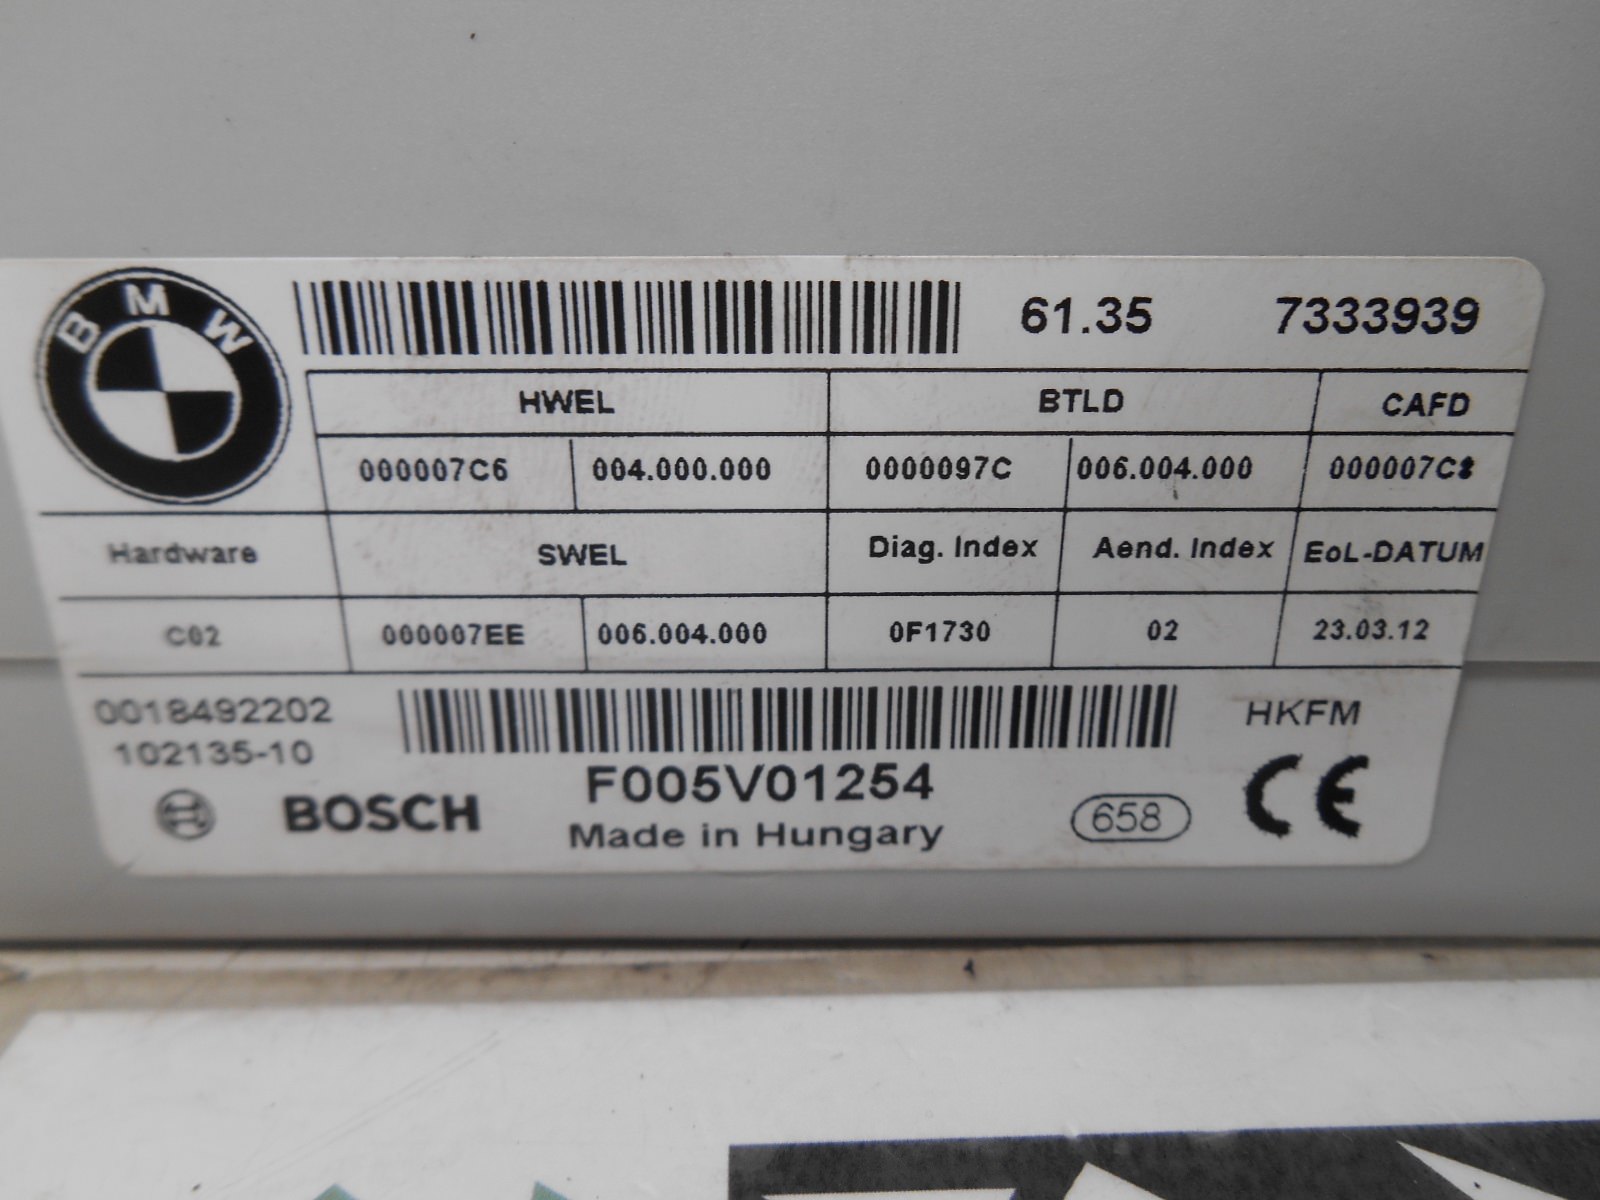 BMW
61.35 7333939
HWEL BTLD CAFD
000007C6 004.000.000 0000097C 006.004.000 000007C8
Hardware SWEL Diag. Index Aend. Index EoL-DATUM
C02 000007EE 006.004.000 0F1730 02 23.03.12
0018492202 HKFM
102135-10
F005V01254
BOSCH Made in Hungary 658 CE